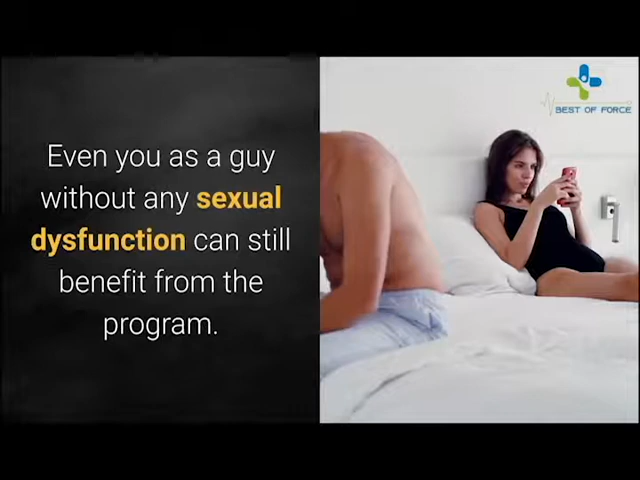 Even you as a guy
without any sexual
dysfunction can still
benefit from the
program.
BEST OF FORCE